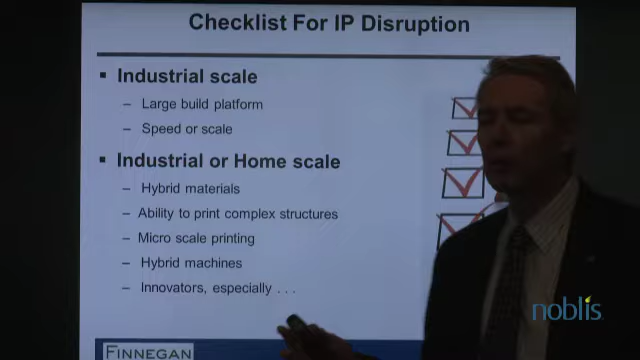 Checklist For IP Disruption
▪ Industrial scale
– Large build platform
– Speed or scale
▪ Industrial or Home scale
– Hybrid materials
– Ability to print complex structures
– Micro scale printing
– Hybrid machines
– Innovators, especially . . .
FINNEGAN
noblis